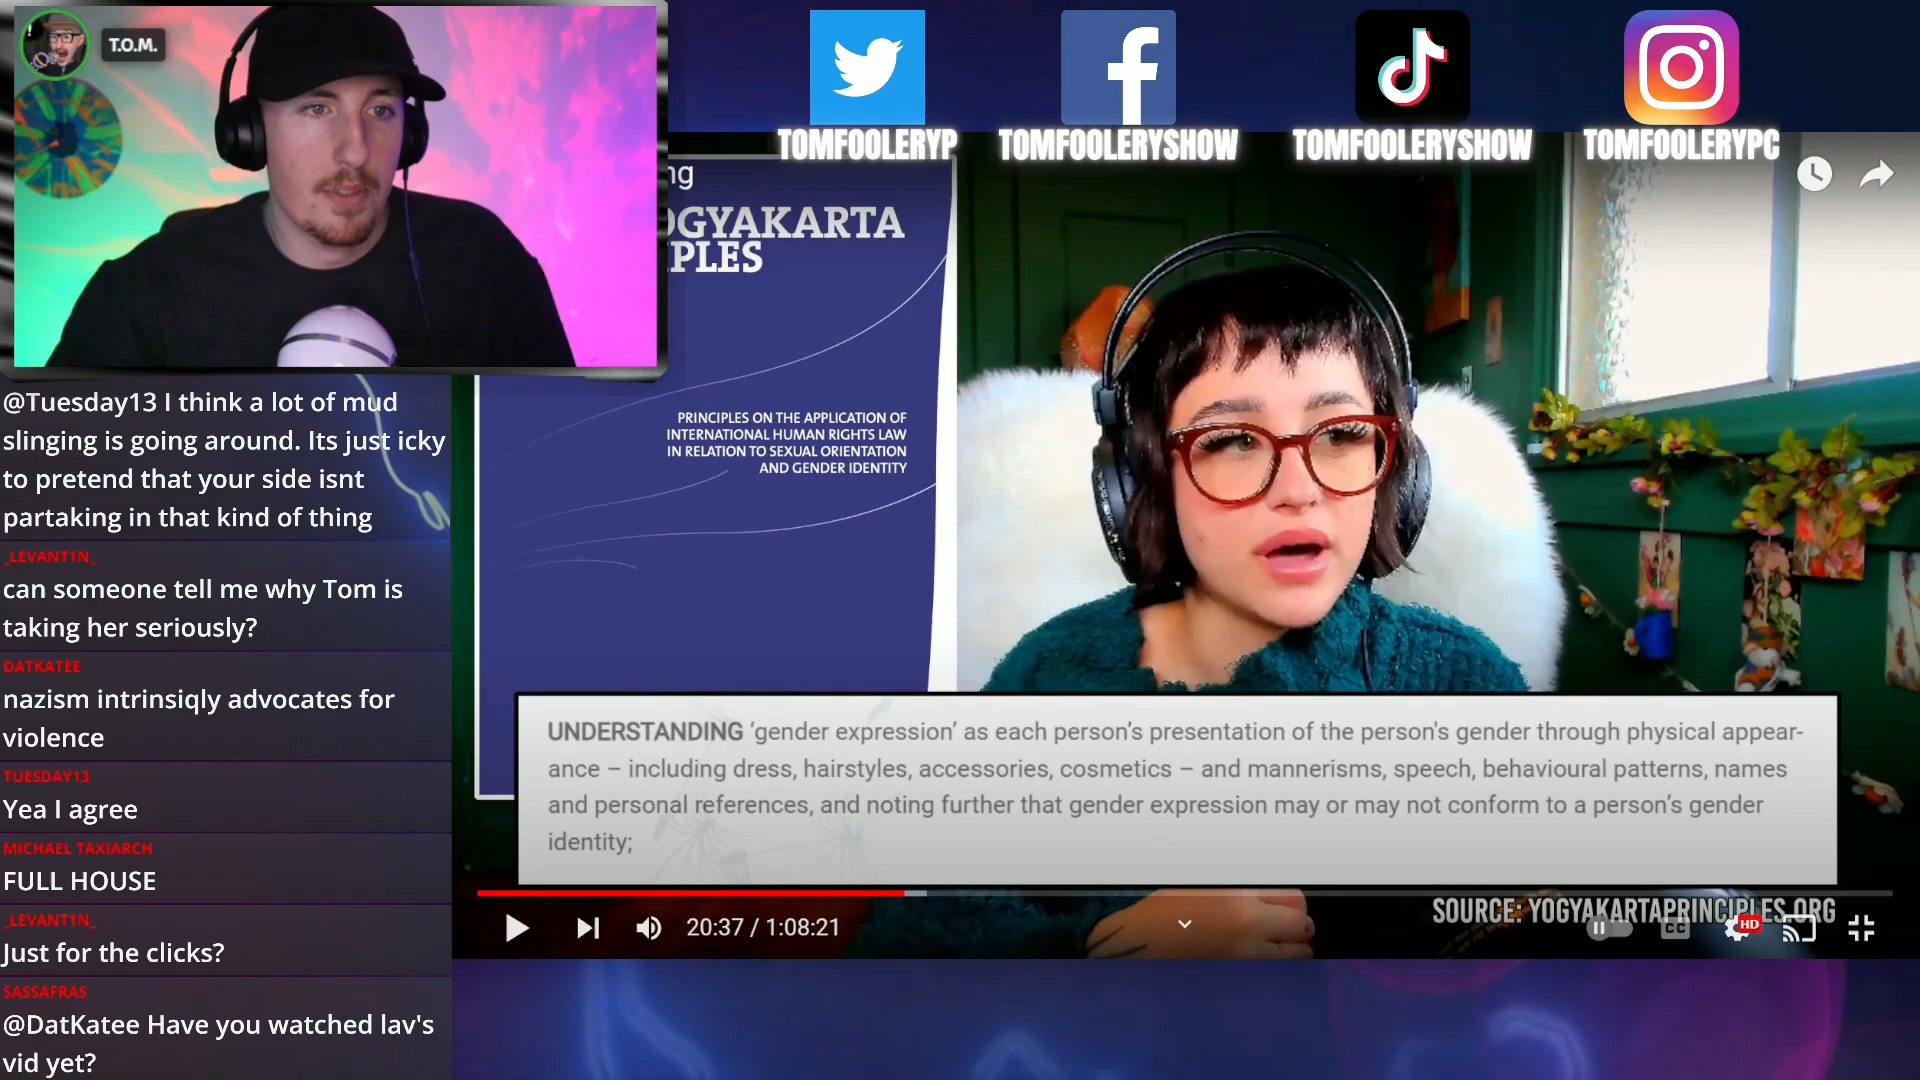 T.O.M.
TOMFOOLERYP
TOMFOOLERYSHOW
TOMFOOLERYSHOW
TOMFOOLERYPC
ng
OGYAKARTA
IPLES
PRINCIPLES ON THE APPLICATION OF
INTERNATIONAL HUMAN RIGHTS LAW
IN RELATION TO SEXUAL ORIENTATION
AND GENDER IDENTITY
@Tuesday13 I think a lot of mud
slinging is going around. Its just icky
to pretend that your side isnt
partaking in that kind of thing
_LEVANT1N_
can someone tell me why Tom is
taking her seriously?
DATKATEE
nazism intrinsiqly advocates for
violence
TUESDAY13
Yea I agree
MICHAEL TAXIARCH
FULL HOUSE
_LEVANT1N_
Just for the clicks?
SASSAFRAS
@DatKatee Have you watched lav's
vid yet?
UNDERSTANDING ‘gender expression’ as each person’s presentation of the person's gender through physical appear-
ance – including dress, hairstyles, accessories, cosmetics – and mannerisms, speech, behavioural patterns, names
and personal references, and noting further that gender expression may or may not conform to a person’s gender
identity;
SOURCE: YOGYAKARTAPRINCIPLES.ORG
20:37 / 1:08:21
CC
HD